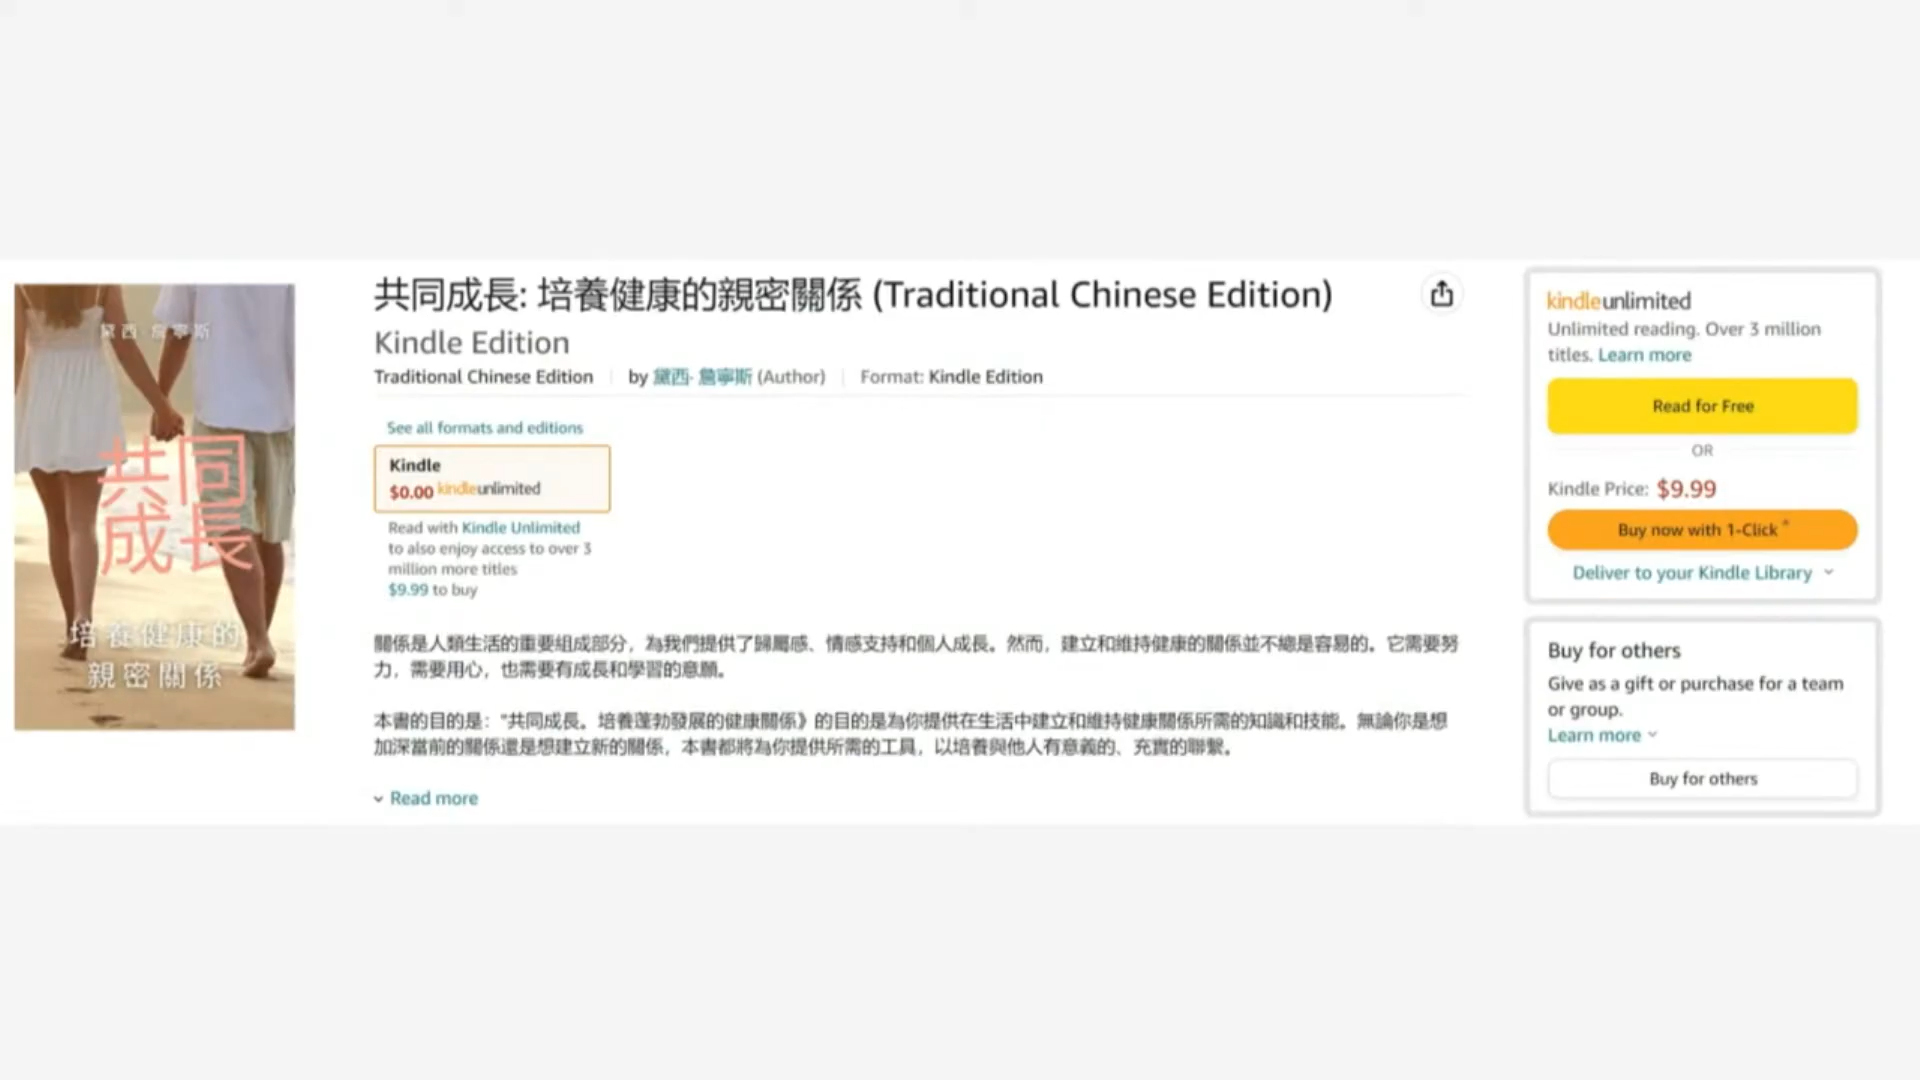 黛西·詹寧斯
共同
成長
培養健康的
親密關係
共同成長: 培養健康的親密關係 (Traditional Chinese Edition)
Kindle Edition
Traditional Chinese Edition by 黛西· 詹寧斯 (Author) Format: Kindle Edition
See all formats and editions
Kindle
$0.00 kindleunlimited
Read with Kindle Unlimited
to also enjoy access to over 3
million more titles
$9.99 to buy
關係是人類生活的重要組成部分，為我們提供了歸屬感、情感支持和個人成長。然而，建立和維持健康的關係並不總是容易的。它需要努
力，需要用心，也需要有成長和學習的意願。
本書的目的是："共同成長。培養蓬勃發展的健康關係》的目的是為你提供在生活中建立和維持健康關係所需的知識和技能。無論你是想
加深當前的關係還是想建立新的關係，本書都將為你提供所需的工具，以培養與他人有意義的、充實的聯繫。
Read more
kindleunlimited
Unlimited reading. Over 3 million
titles. Learn more
Read for Free
OR
Kindle Price: $9.99
Buy now with 1-Click *
Deliver to your Kindle Library
Buy for others
Give as a gift or purchase for a team
or group.
Learn more
Buy for others